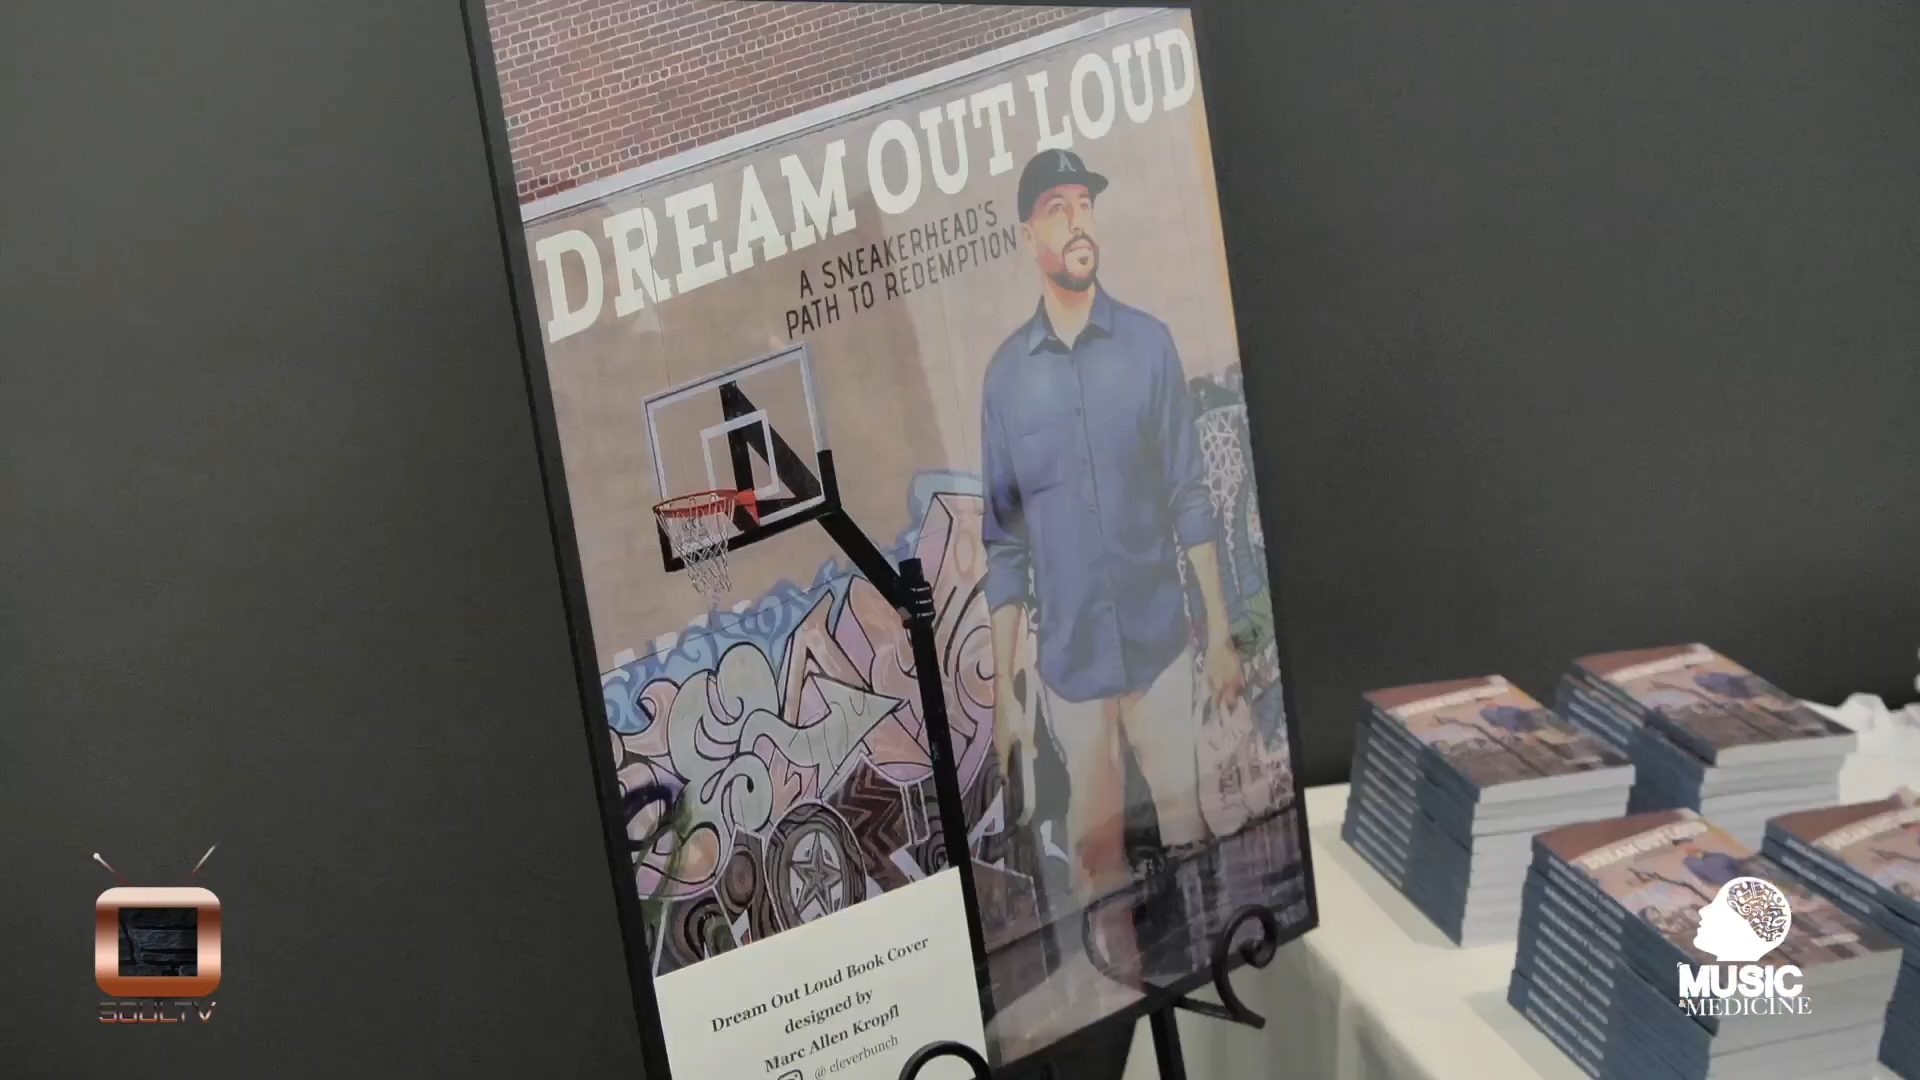 DREAM OUT LOUD
A SNEAKERHEAD'S
PATH TO REDEMPTION
Dream Out Loud Book Cover
designed by
Marc Allen Kropfl
@cleverbunch
DREAM OUT LOUD
SOULTV
MUSIC
& MEDICINE